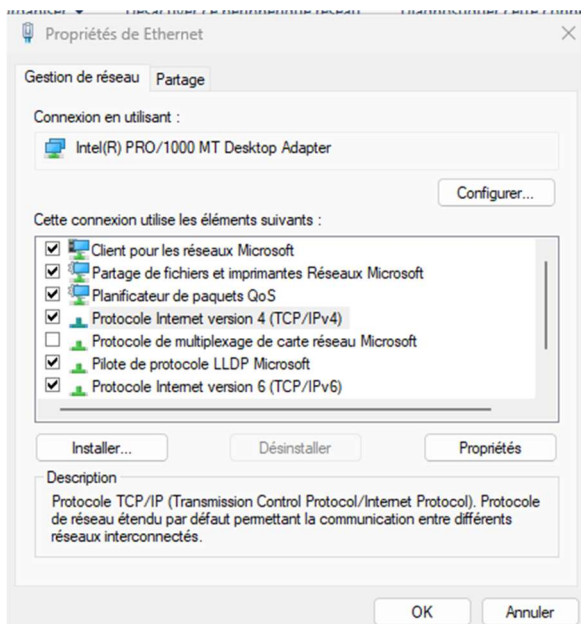 Propriétés de Ethernet
Gestion de réseau
Partage
Connexion en utilisant :
Intel(R) PRO/1000 MT Desktop Adapter
Configurer...
Cette connexion utilise les éléments suivants :
Client pour les réseaux Microsoft
Partage de fichiers et imprimantes Réseaux Microsoft
Planificateur de paquets QoS
Protocole Internet version 4 (TCP/IPv4)
Protocole de multiplexage de carte réseau Microsoft
Pilote de protocole LLDP Microsoft
Protocole Internet version 6 (TCP/IPv6)
Installer...
Désinstaller
Propriétés
Description
Protocole TCP/IP (Transmission Control Protocol/Internet Protocol). Protocole
de réseau étendu par défaut permettant la communication entre différents
réseaux interconnectés.
OK
Annuler